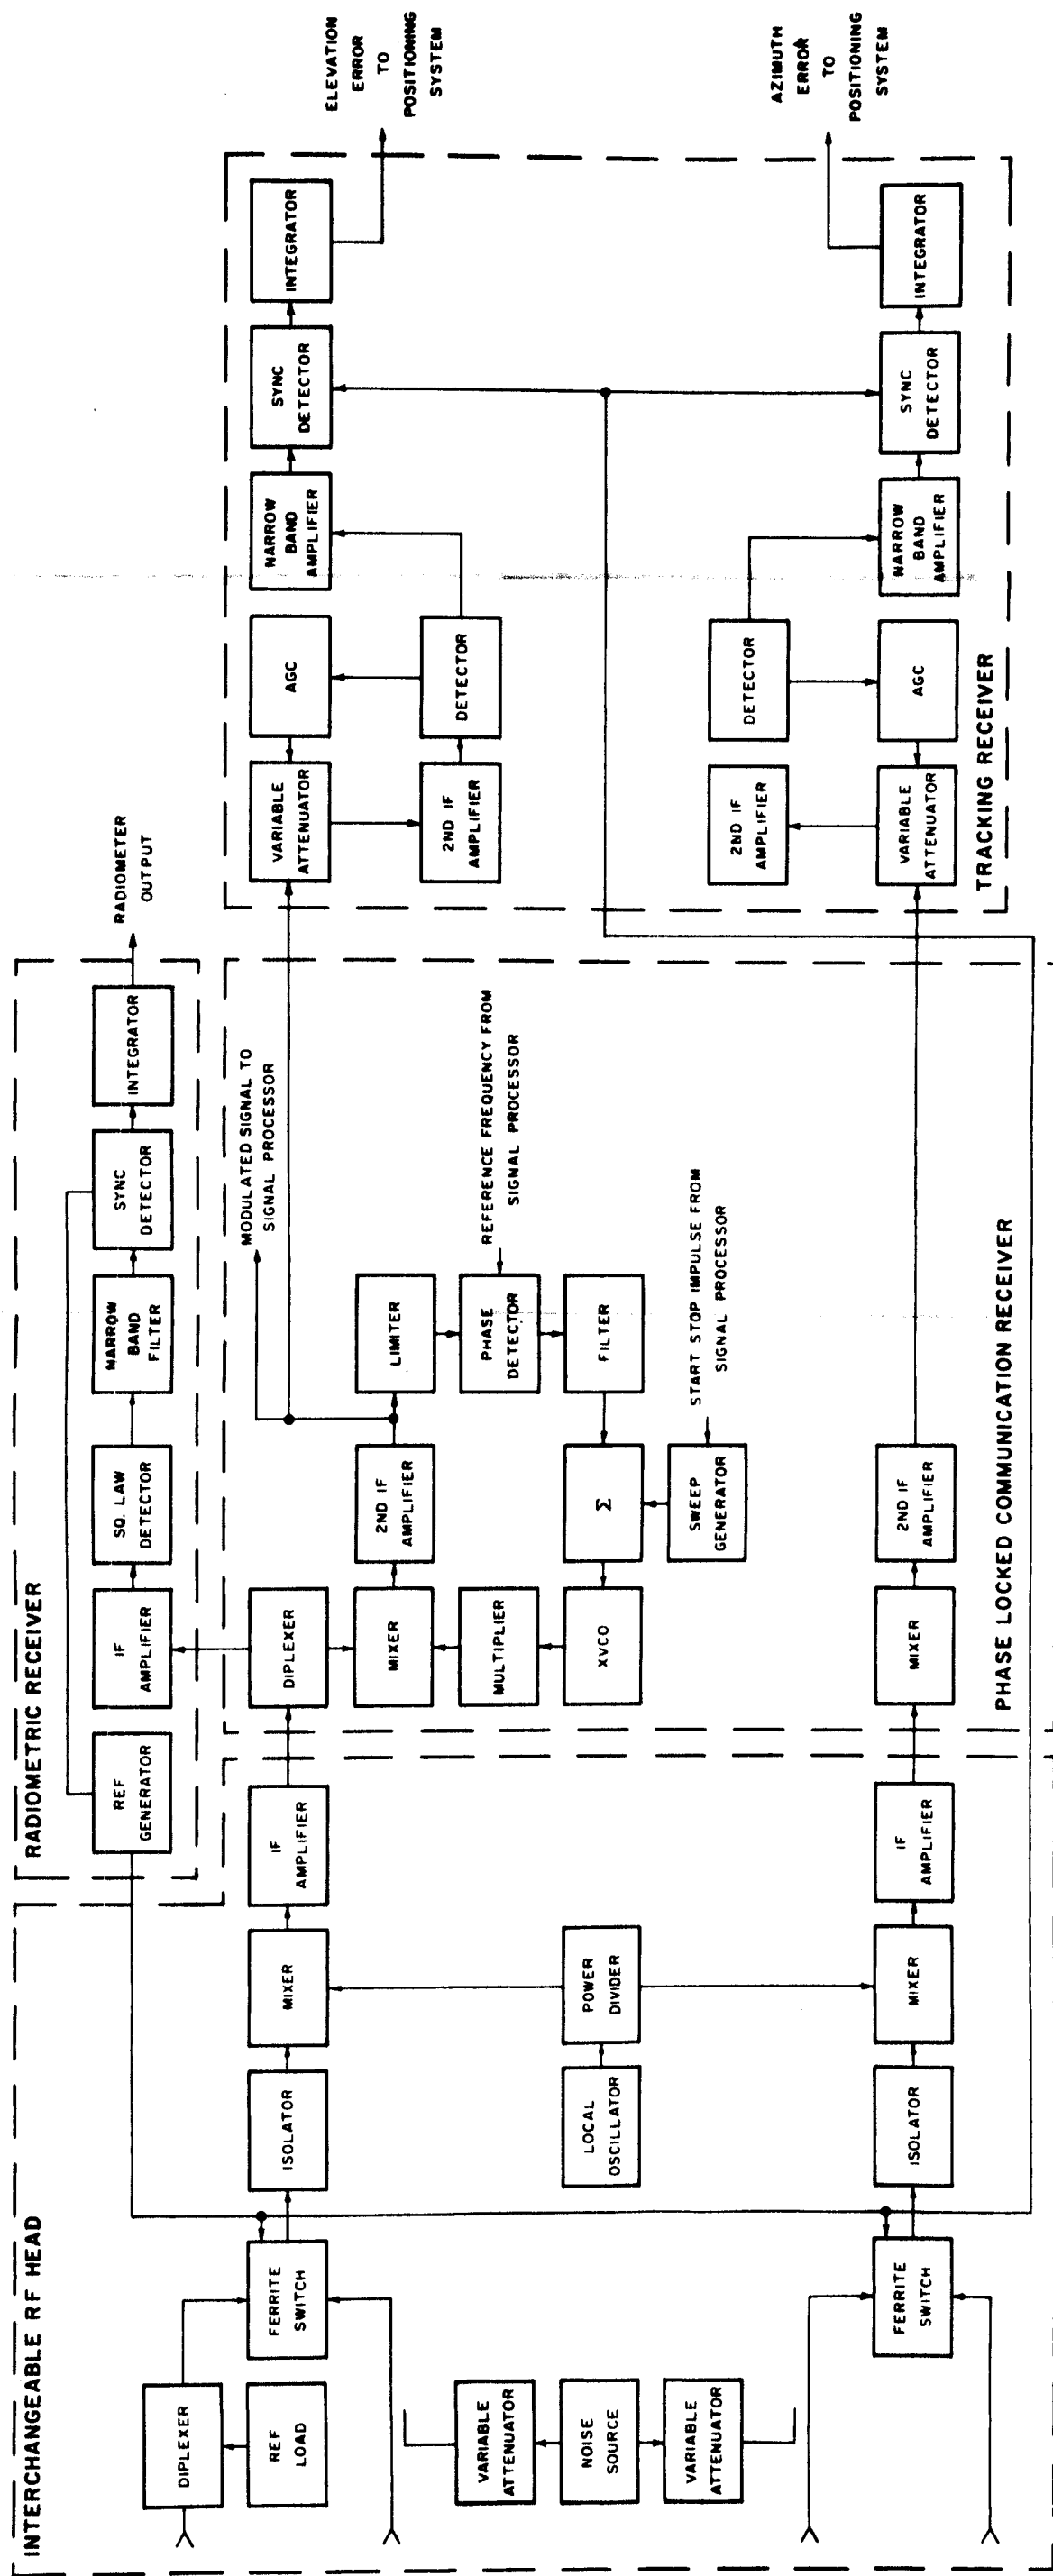 INTERCHANGEABLE RF HEAD
DIPLEXER
REF
LOAD
FERRITE
SWITCH
VARIABLE
ATTENUATOR
NOISE
SOURCE
VARIABLE
ATTENUATOR
FERRITE
SWITCH
ISOLATOR
MIXER
IF
AMPLIFIER
LOCAL
OSCILLATOR
POWER
DIVIDER
ISOLATOR
MIXER
IF
AMPLIFIER
RADIOMETRIC RECEIVER
REF
GENERATOR
IF
AMPLIFIER
SQ. LAW
DETECTOR
NARROW
BAND
FILTER
SYNC
DETECTOR
INTEGRATOR
RADIOMETER
OUTPUT
DIPLEXER
MIXER
MULTIPLIER
XVCO
2ND IF
AMPLIFIER
Σ
SWEEP
GENERATOR
LIMITER
PHASE
DETECTOR
FILTER
MODULATED SIGNAL TO
SIGNAL PROCESSOR
REFERENCE FREQUENCY FROM
SIGNAL PROCESSOR
START STOP IMPULSE FROM
SIGNAL PROCESSOR
MIXER
2ND IF
AMPLIFIER
PHASE LOCKED COMMUNICATION RECEIVER
VARIABLE
ATTENUATOR
AGC
NARROW
BAND
AMPLIFIER
SYNC
DETECTOR
INTEGRATOR
2ND IF
AMPLIFIER
DETECTOR
ELEVATION
ERROR
TO
POSITIONING
SYSTEM
2ND IF
AMPLIFIER
DETECTOR
VARIABLE
ATTENUATOR
AGC
NARROW
BAND
AMPLIFIER
SYNC
DETECTOR
INTEGRATOR
AZIMUTH
ERROR
TO
POSITIONING
SYSTEM
TRACKING RECEIVER